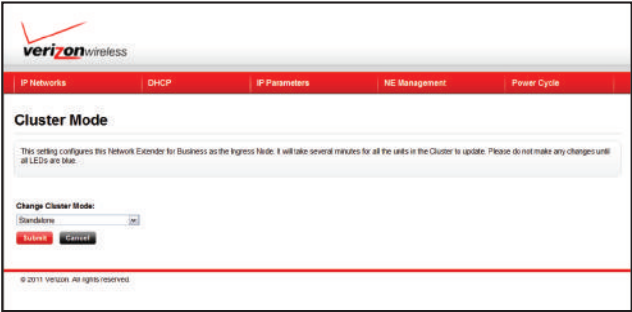 verizonwireless
IP Networks DHCP IP Parameters NE Management Power Cycle
Cluster Mode
This setting configures this Network Extender for Business as the Ingress Node. It will take several minutes for all the units in the Cluster to update. Please do not make any changes until
all LEDs are blue.
Change Cluster Mode:
Standalone
Submit Cancel
© 2011 Verizon. All rights reserved.